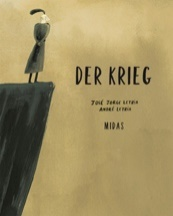 DER KRIEG
JOSÉ JORGE LETRIA
ANDRÉ LETRIA
MIDAS